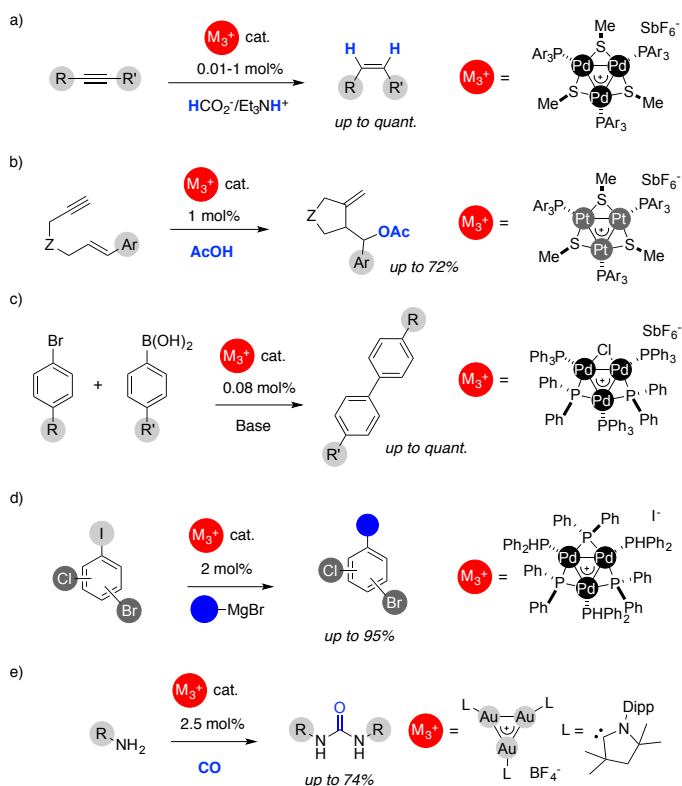 a)
R
R'
M3+ cat.
0.01-1 mol%
HCO2-/Et3NH+
H H
R R'
up to quant.
M3+ =
SbF6-
Me
S
Ar3P
PAr3
Pd Pd
+
Pd
Me
S
S
Me
PAr3
b)
Z
Ar
M3+ cat.
1 mol%
AcOH
Z
OAc
Ar
up to 72%
M3+ =
Me
SbF6-
S
Ar3P
PAr3
Pt Pt
+
Pt
S
S
Me
Me
PAr3
c)
Br
R
+
B(OH)2
R'
M3+ cat.
0.08 mol%
Base
R
R'
up to quant.
M3+ =
SbF6-
Cl
Ph3P
PPh3
Pd Pd
+
Pd
Ph
P
P
Ph
Ph
Ph
PPh3
d)
I
Cl
Br
M3+ cat.
2 mol%
MgBr
Cl
Br
up to 95%
M3+ =
I-
Ph
Ph
P
Ph2HP
PHPh2
Pd Pd
+
Pd
Ph
P
P
Ph
Ph
Ph
PHPh2
e)
R
NH2
M3+ cat.
2.5 mol%
CO
O
R
N
H
N
H
R
up to 74%
M3+ =
L
L
Au Au
+
Au
L
BF4-
L =
Dipp
N